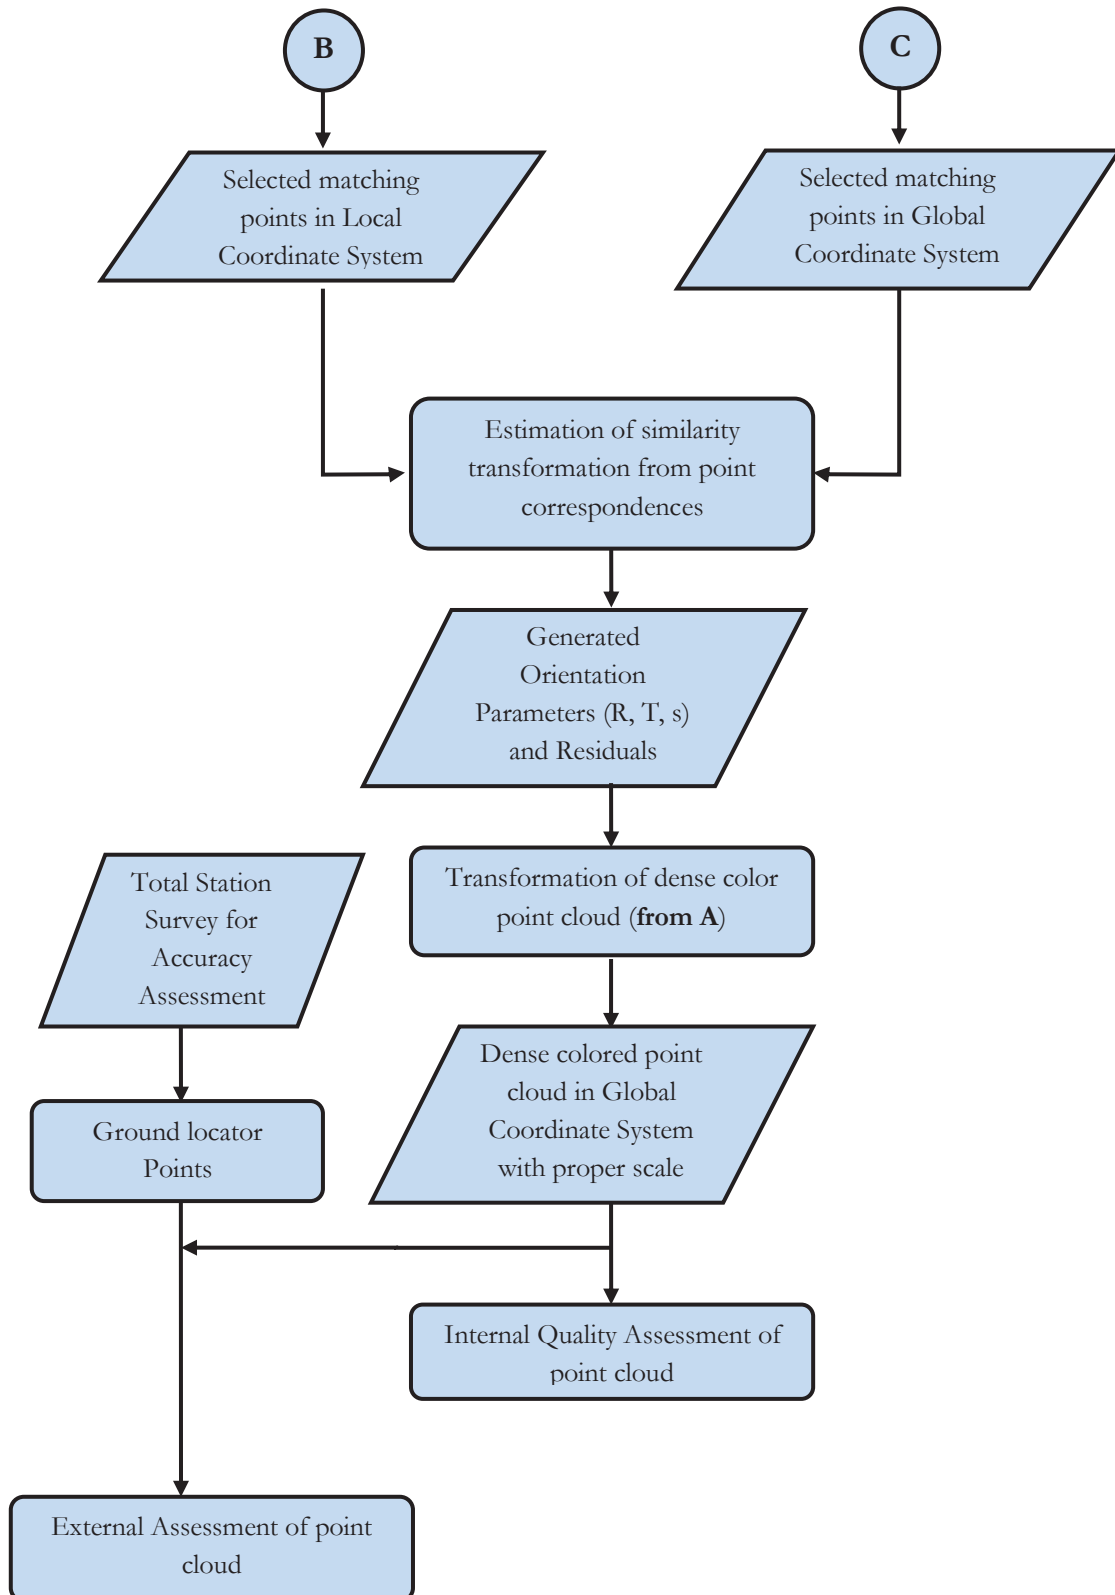 B
C
Selected matching
points in Local
Coordinate System
Selected matching
points in Global
Coordinate System
Estimation of similarity
transformation from point
correspondences
Generated
Orientation
Parameters (R, T, s)
and Residuals
Total Station
Survey for
Accuracy
Assessment
Transformation of dense color
point cloud (from A)
Dense colored point
cloud in Global
Coordinate System
with proper scale
Ground locator
Points
Internal Quality Assessment of
point cloud
External Assessment of point
cloud